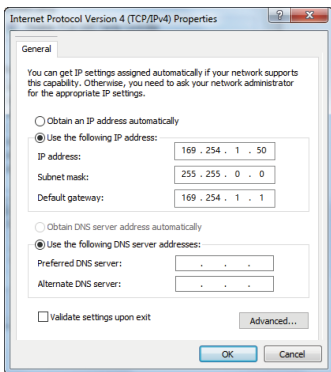 Internet Protocol Version 4 (TCP/IPv4) Properties
General
You can get IP settings assigned automatically if your network supports
this capability. Otherwise, you need to ask your network administrator
for the appropriate IP settings.
Obtain an IP address automatically
Use the following IP address:
IP address: 169 . 254 . 1 . 50
Subnet mask: 255 . 255 . 0 . 0
Default gateway: 169 . 254 . 1 . 1
Obtain DNS server address automatically
Use the following DNS server addresses:
Preferred DNS server: . . .
Alternate DNS server: . . .
Validate settings upon exit
Advanced...
OK Cancel